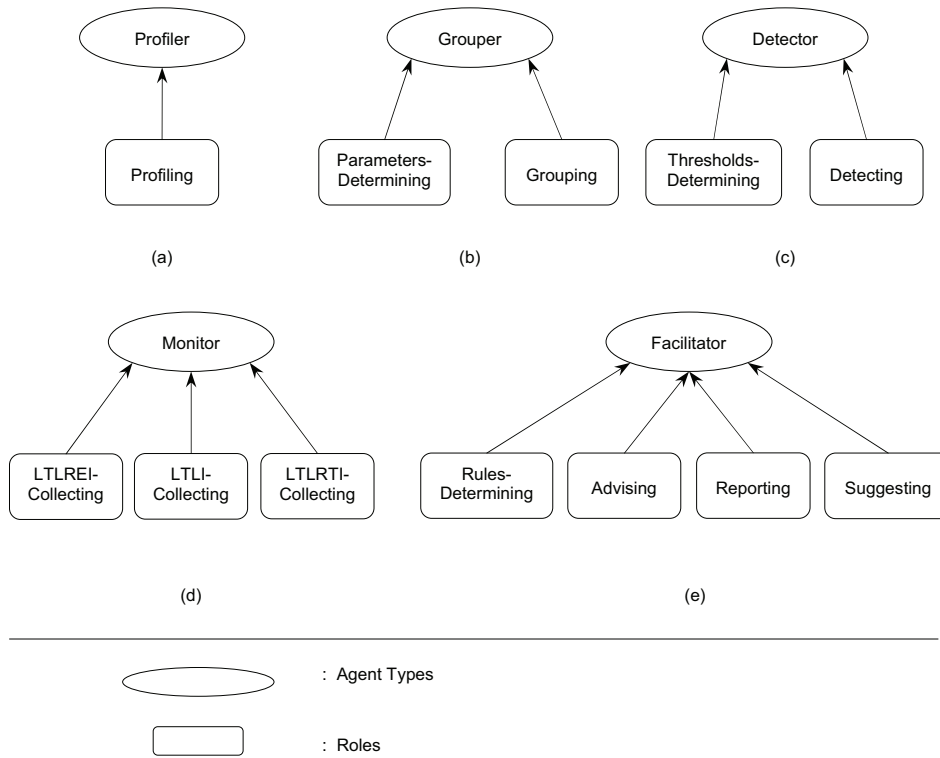 Profiler
Grouper
Detector
Profiling
Parameters-
Determining
Grouping
Thresholds-
Determining
Detecting
(a)
(b)
(c)
Monitor
Facilitator
LTLREI-
Collecting
LTLI-
Collecting
LTLRTI-
Collecting
Rules-
Determining
Advising
Reporting
Suggesting
(d)
(e)
: Agent Types
: Roles